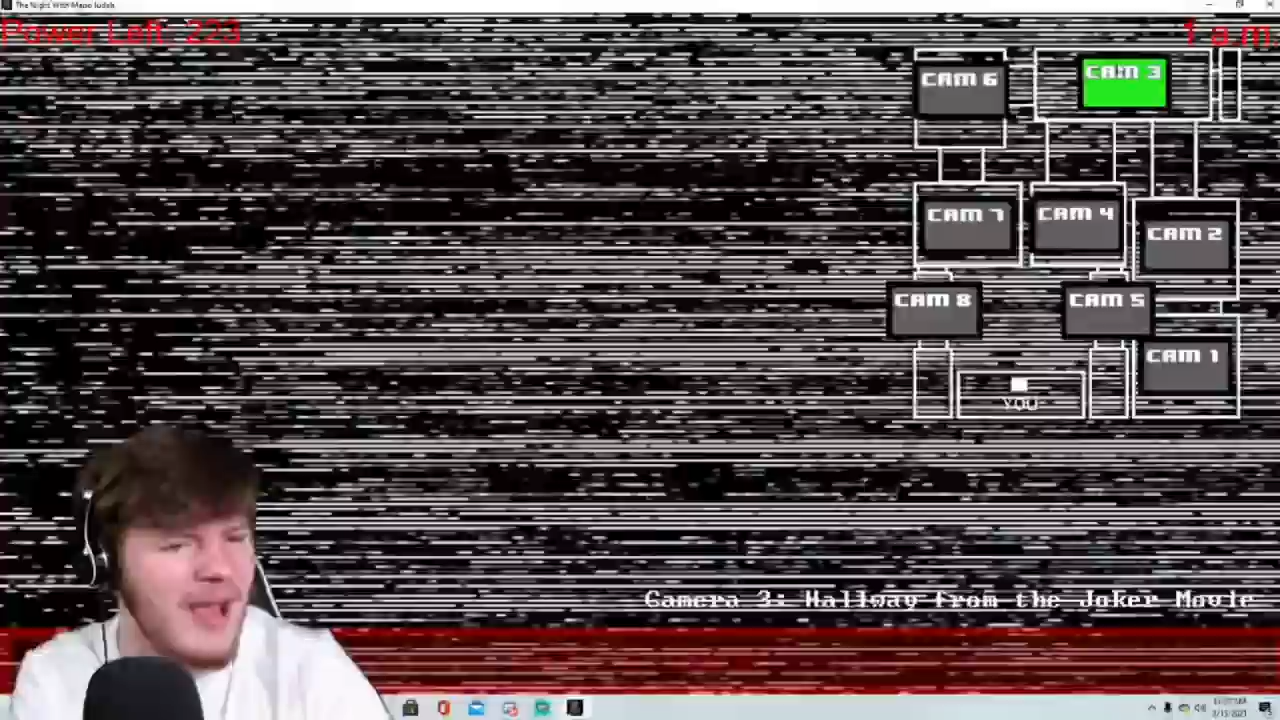 Power Left: 223
1 a.m.
CAM 6
CAM 3
CAM 7
CAM 4
CAM 2
CAM 8
CAM 5
CAM 1
YOU
Camera 3: Hallway from the Joker Movie